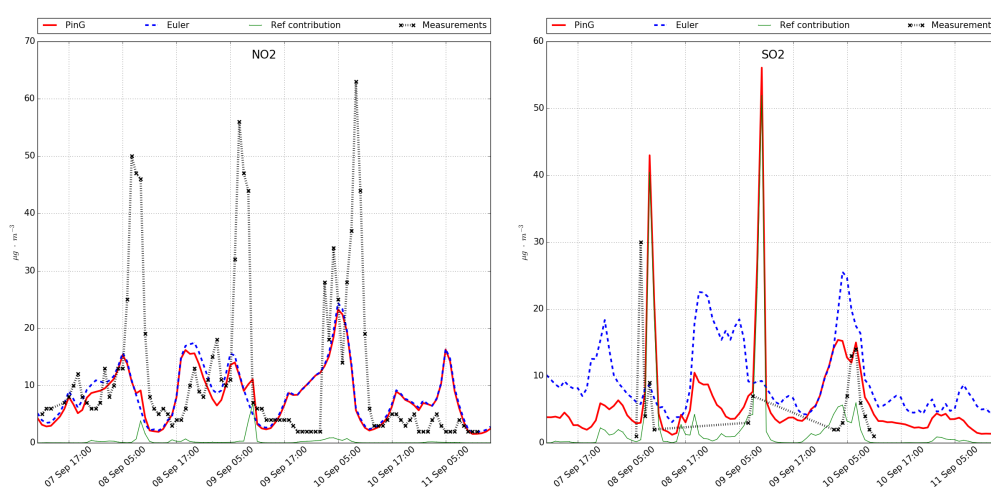 PinG Euler Ref contribution Measurements
NO2
70
60
50
40
30
20
10
0
μg · m⁻³
07 Sep 17:00
08 Sep 05:00
08 Sep 17:00
09 Sep 05:00
09 Sep 17:00
10 Sep 05:00
10 Sep 17:00
11 Sep 05:00
PinG Euler Ref contribution Measurement
SO2
60
50
40
30
20
10
0
μg · m⁻³
07 Sep 17:00
08 Sep 05:00
08 Sep 17:00
09 Sep 05:00
09 Sep 17:00
10 Sep 05:00
10 Sep 17:00
11 Sep 05:00